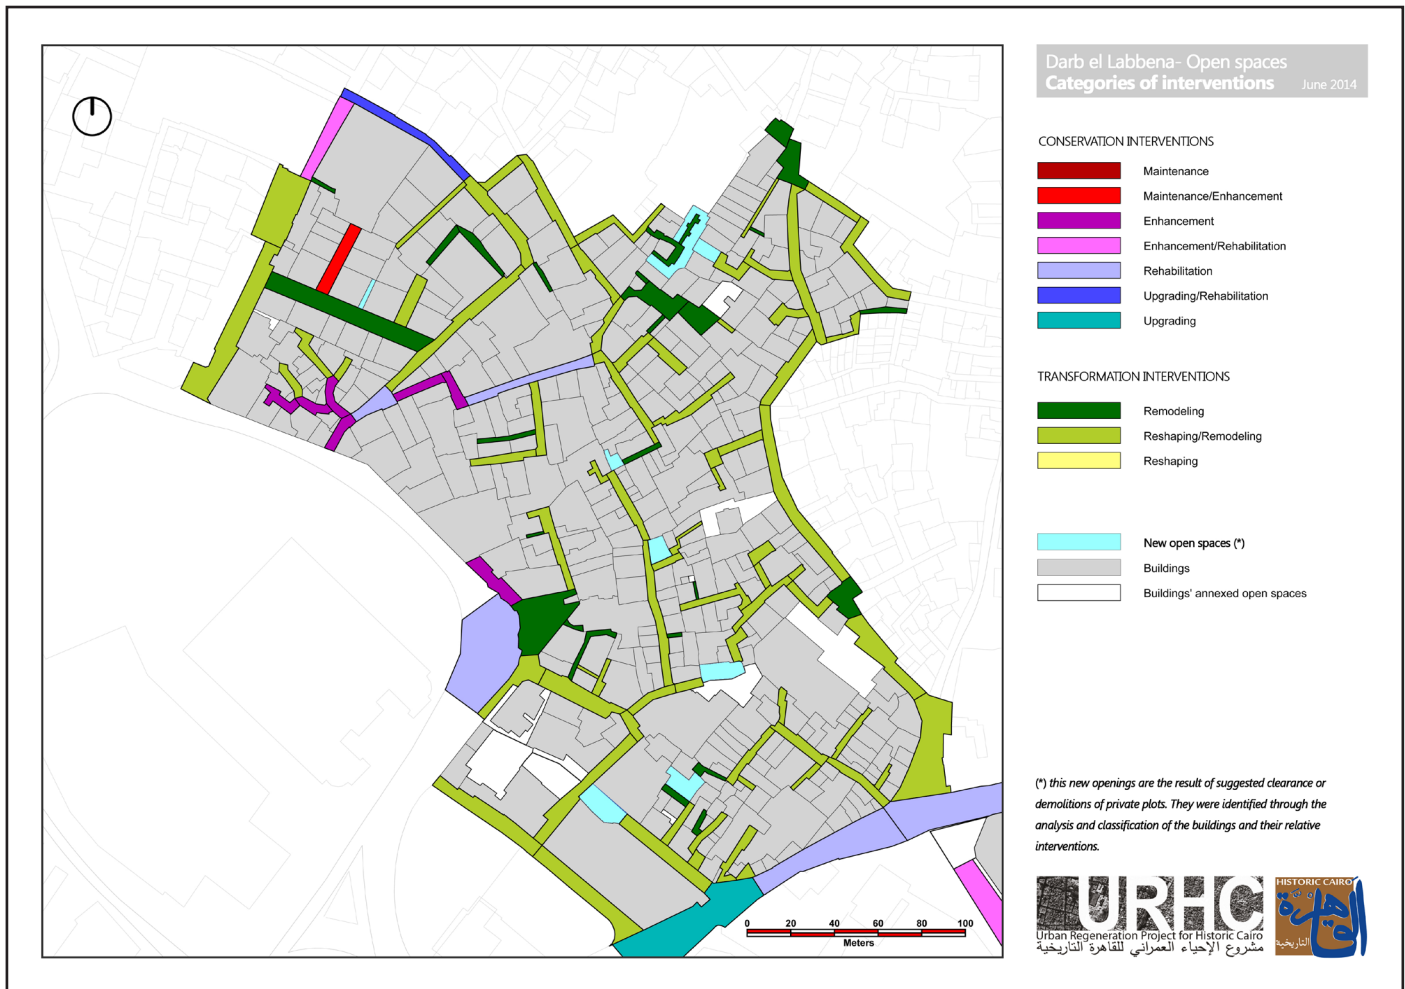 Darb el Labbena- Open spaces
Categories of interventions June 2014
CONSERVATION INTERVENTIONS
Maintenance
Maintenance/Enhancement
Enhancement
Enhancement/Rehabilitation
Rehabilitation
Upgrading/Rehabilitation
Upgrading
TRANSFORMATION INTERVENTIONS
Remodeling
Reshaping/Remodeling
Reshaping
New open spaces (*)
Buildings
Buildings' annexed open spaces
(*) this new openings are the result of suggested clearance or
demolitions of private plots. They were identified through the
analysis and classification of the buildings and their relative
interventions.
0 20 40 60 80 100
Meters
URHC
Urban Regeneration Project for Historic Cairo
مشروع الإحياء العمراني للقاهرة التاريخية
HISTORIC CAIRO
القاهرة
التاريخية